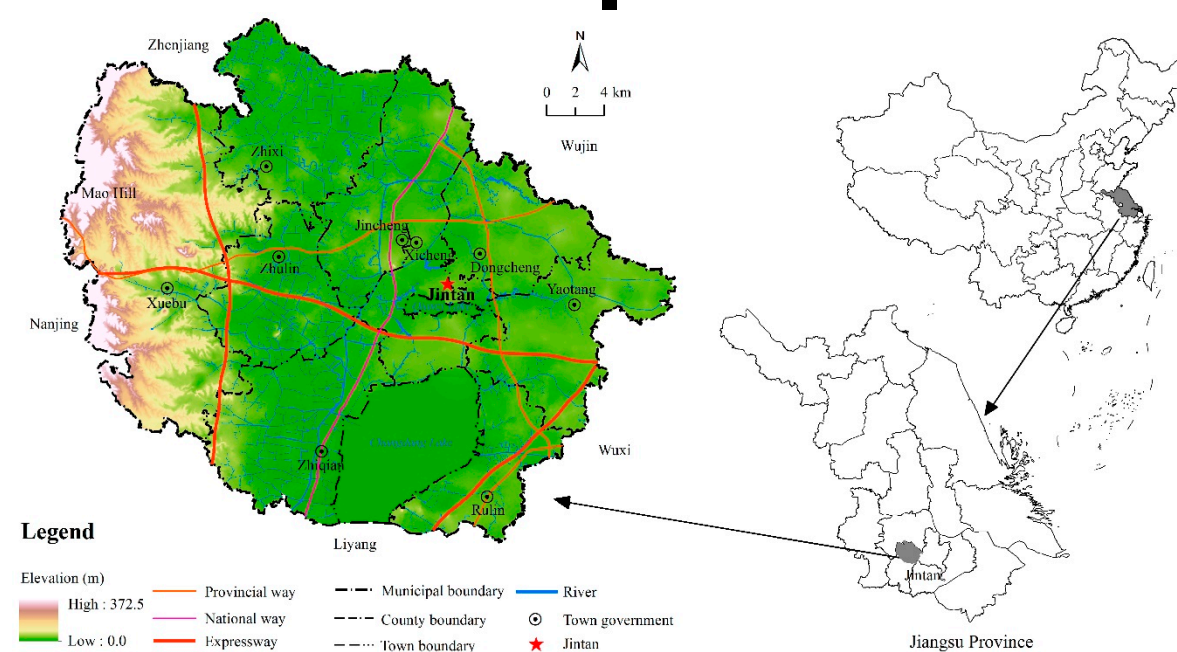 Zhenjiang
N
0 2 4 km
Wujin
Zhixi
Mao Hill
Jincheng
Xicheng
Zhulin
Dongcheng
Jintan
Yaotang
Xuebu
Nanjing
Wuxi
Zhiqian
Rulin
Liyang
Legend
Elevation (m)
High : 372.5
Low : 0.0
Provincial way
National way
Expressway
Municipal boundary
County boundary
Town boundary
River
Town government
Jintan
Jintan
Jiangsu Province